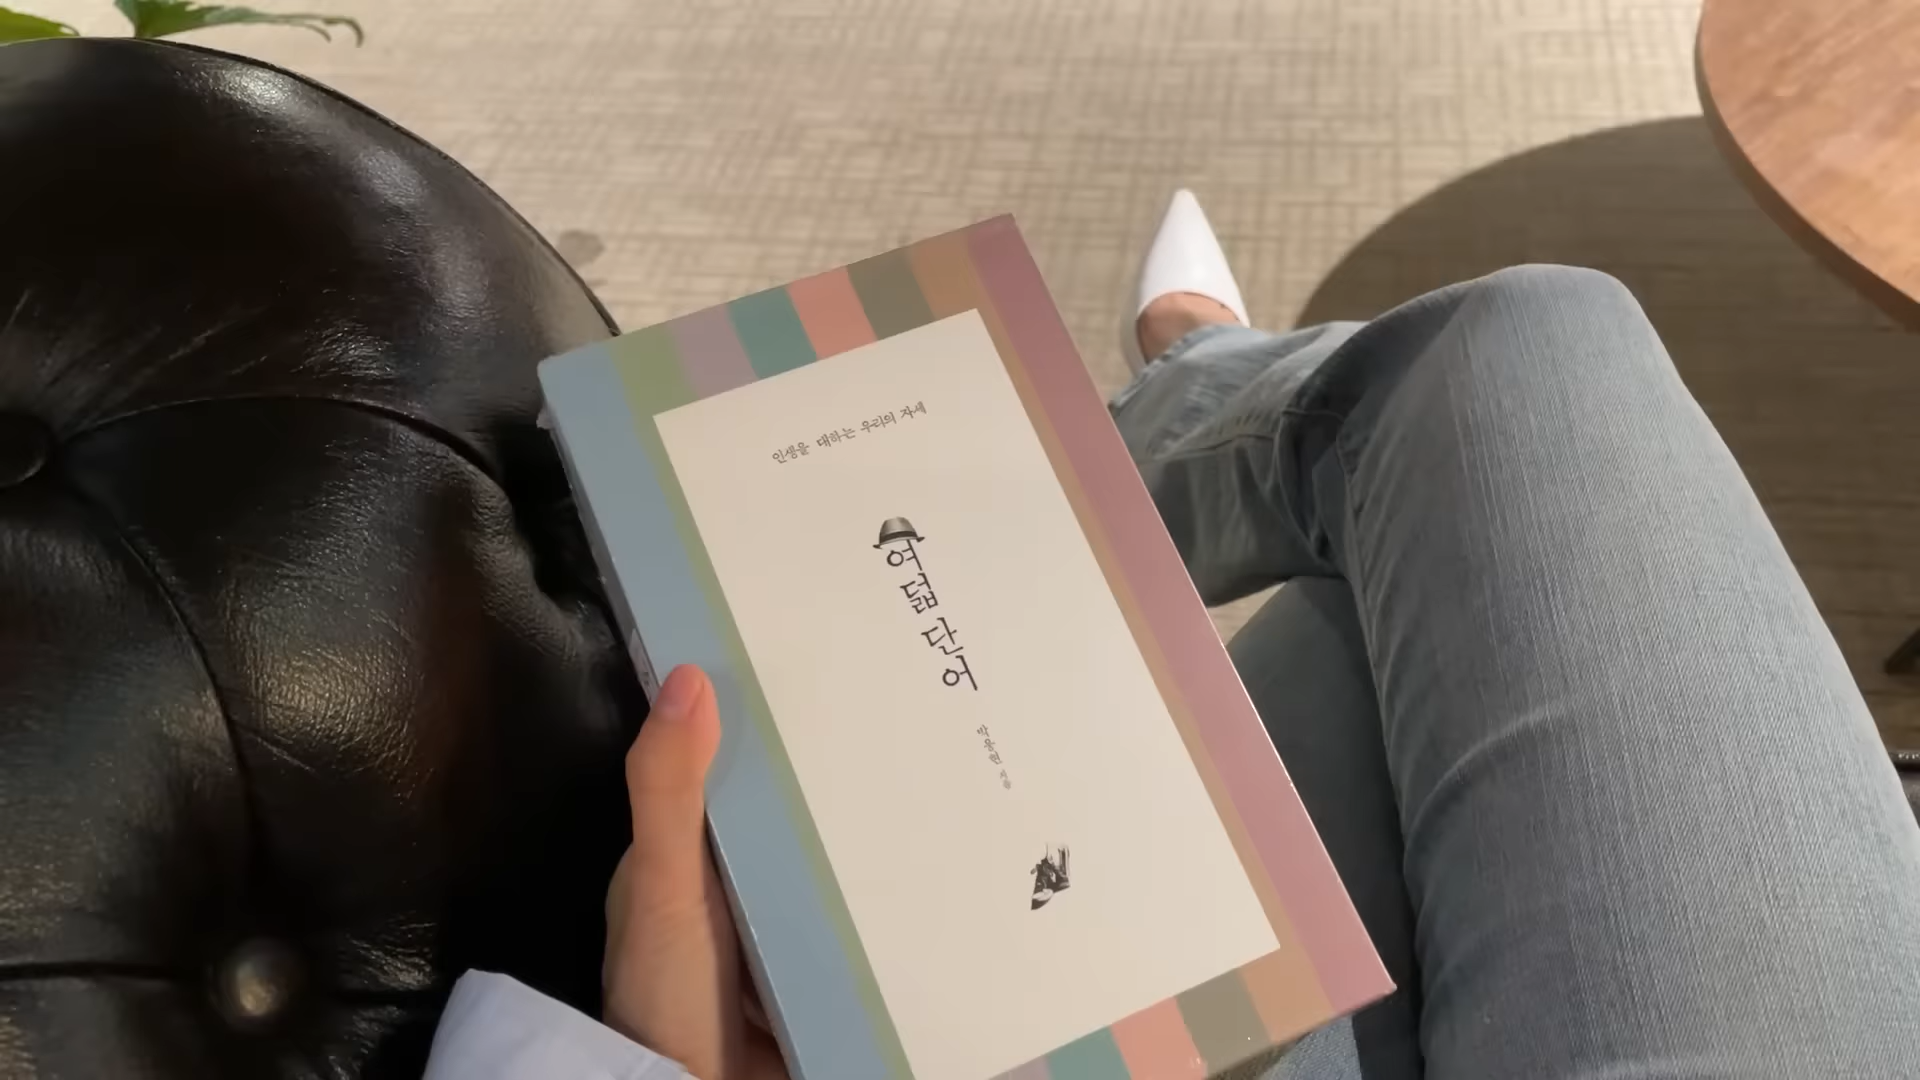 인생을 대하는 우리의 자세
여덟 단어
박웅현 지음